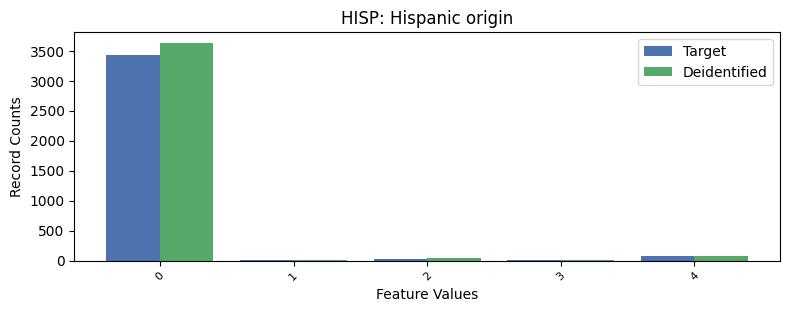 HISP: Hispanic origin
Target
Deidentified
Record Counts
3500
3000
2500
2000
1500
1000
500
0
0 1 2 3 4
Feature Values